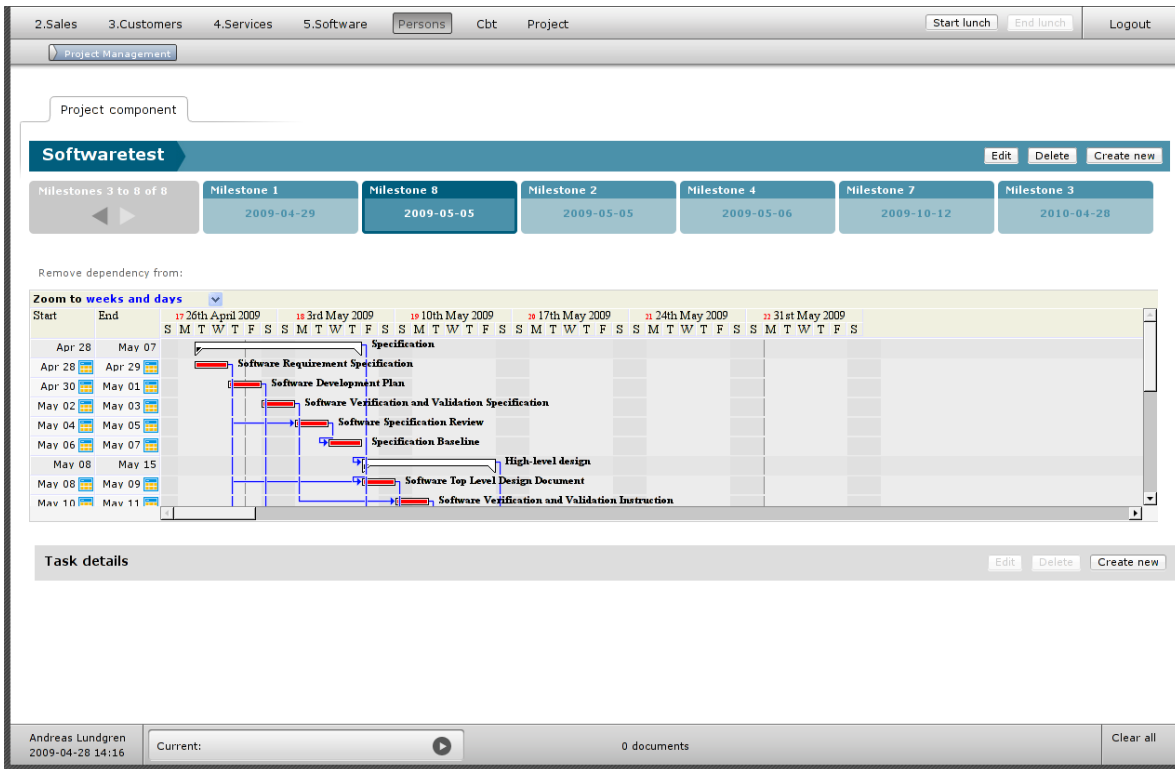 2.Sales 3.Customers 4.Services 5.Software Persons Cbt Project Start lunch End lunch Logout
Project Management
Project component
Softwaretest Edit Delete Create new
Milestones 3 to 8 of 8 Milestone 1 Milestone 8 Milestone 2 Milestone 4 Milestone 7 Milestone 3
2009-04-29 2009-05-05 2009-05-05 2009-05-06 2009-10-12 2010-04-28
Remove dependency from:
Zoom to weeks and days
Start End 17 26th April 2009 18 3rd May 2009 19 10th May 2009 20 17th May 2009 21 24th May 2009 22 31st May 2009
S M T W T F S S M T W T F S S M T W T F S S M T W T F S S M T W T F S S M T W T F S
Apr 28 May 07 Specification
Apr 28 Apr 29 Software Requirement Specification
Apr 30 May 01 Software Development Plan
May 02 May 03 Software Verification and Validation Specification
May 04 May 05 Software Specification Review
May 06 May 07 Specification Baseline
May 08 May 15 High-level design
May 08 May 09 Software Top Level Design Document
May 10 May 11 Software Verification and Validation Instruction
Task details Edit Delete Create new
Andreas Lundgren
2009-04-28 14:16 Current: 0 documents Clear all